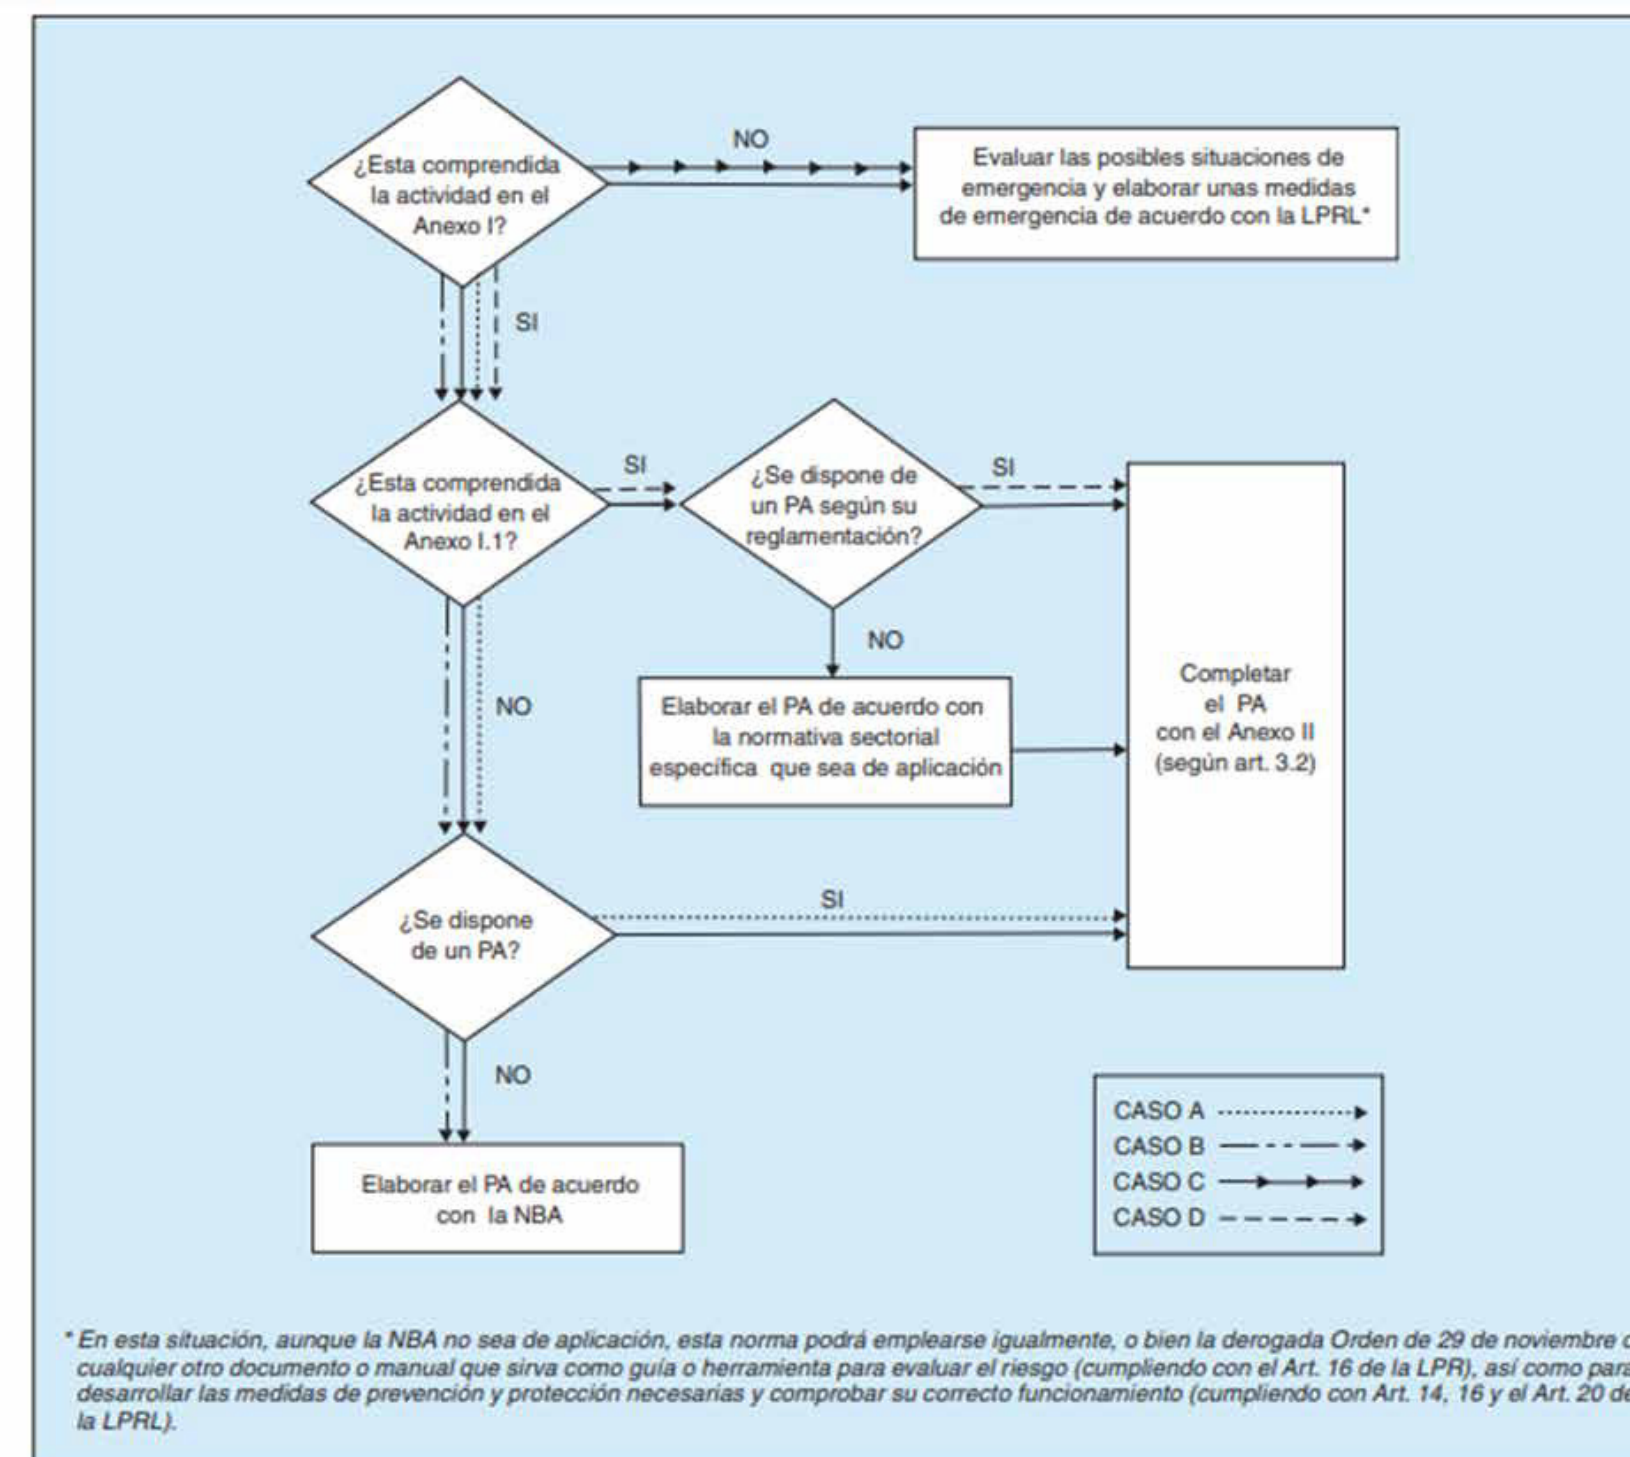 ¿Esta comprendida
la actividad en el
Anexo I?
NO
Evaluar las posibles situaciones de
emergencia y elaborar unas medidas
de emergencia de acuerdo con la LPRL*
SI
¿Esta comprendida
la actividad en el
Anexo I.1?
SI
¿Se dispone de
un PA según su
reglamentación?
SI
NO
NO
Elaborar el PA de acuerdo con
la normativa sectorial
específica que sea de aplicación
Completar
el PA
con el Anexo II
(según art. 3.2)
¿Se dispone
de un PA?
SI
NO
Elaborar el PA de acuerdo
con la NBA
CASO A
CASO B
CASO C
CASO D
* En esta situación, aunque la NBA no sea de aplicación, esta norma podrá emplearse igualmente, o bien la derogada Orden de 29 de noviembre
cualquier otro documento o manual que sirva como guía o herramienta para evaluar el riesgo (cumpliendo con el Art. 16 de la LPR), así como para
desarrollar las medidas de prevención y protección necesarias y comprobar su correcto funcionamiento (cumpliendo con Art. 14, 16 y el Art. 20 de
la LPRL).